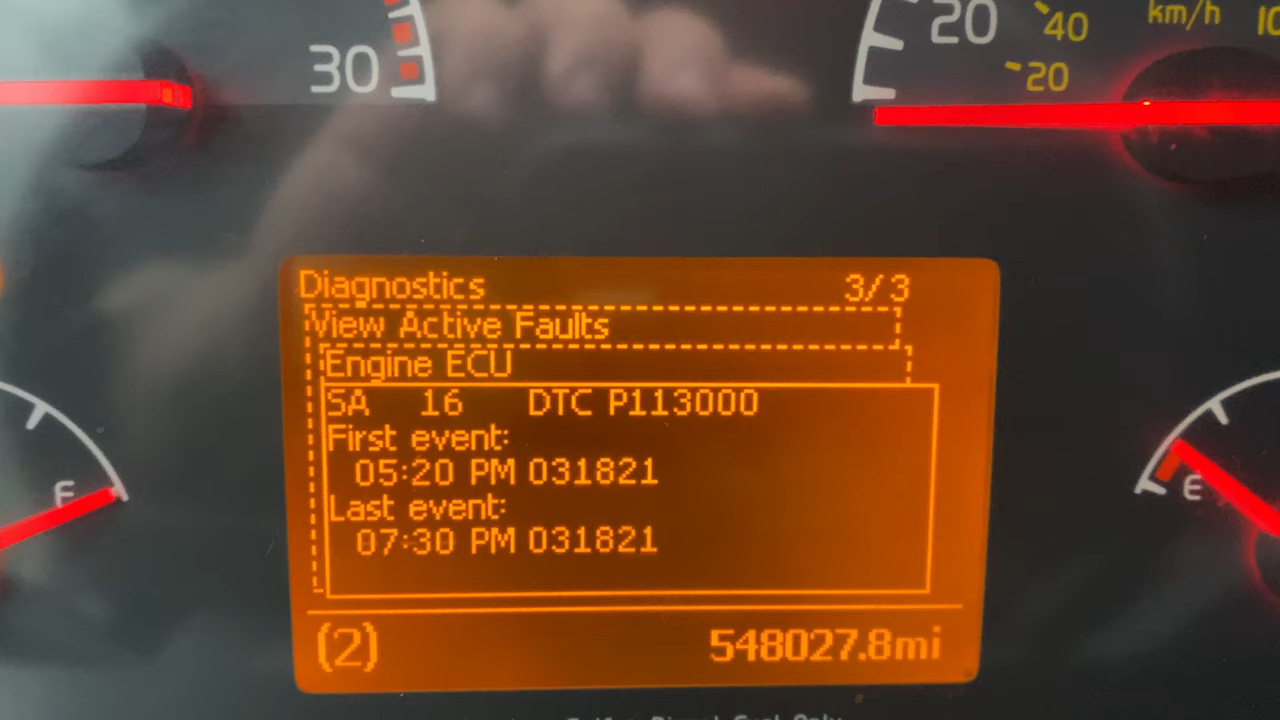 30
20
40
km/h
20
Diagnostics 3/3
View Active Faults
Engine ECU
SA 16 DTC P113000
First event:
05:20 PM 031821
Last event:
07:30 PM 031821
F
E
(2) 548027.8mi